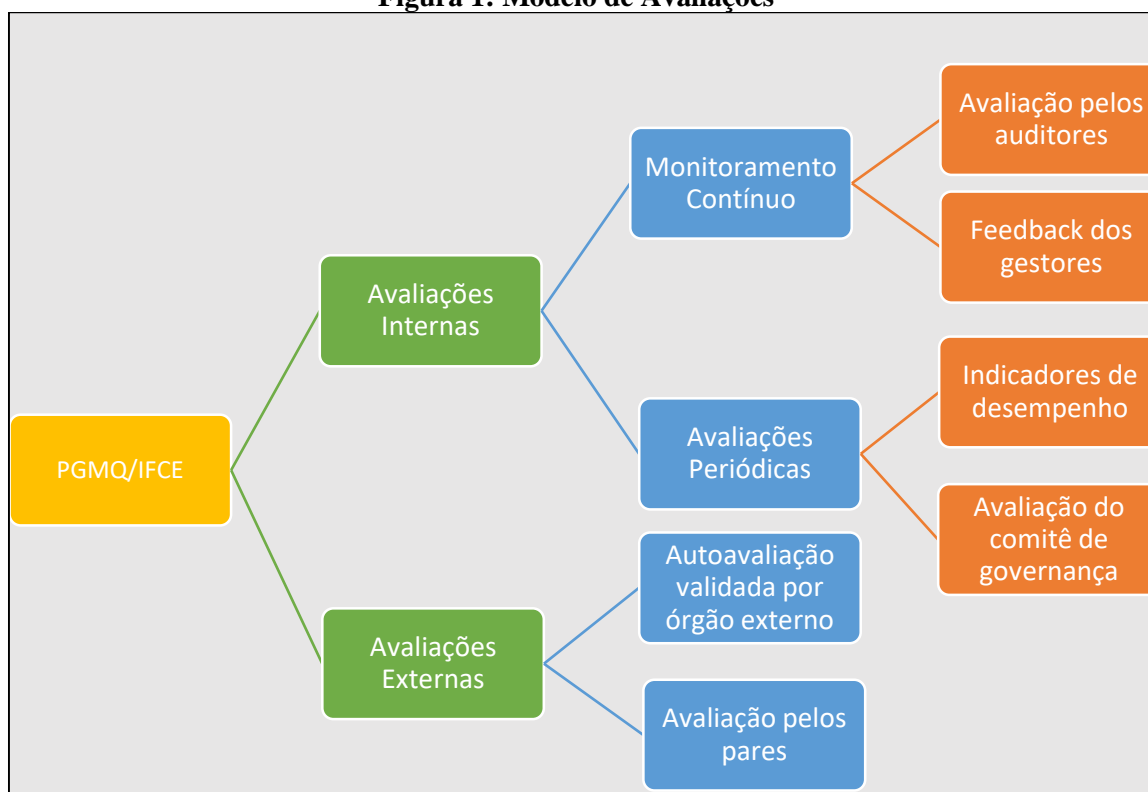 Figura 1: Modelo de Avaliações
PGMQ/IFCE
Avaliações
Internas
Monitoramento
Contínuo
Avaliação pelos
auditores
Feedback dos
gestores
Avaliações
Periódicas
Indicadores de
desempenho
Avaliação do
comitê de
governança
Avaliações
Externas
Autoavaliação
validada por
órgão externo
Avaliação pelos
pares